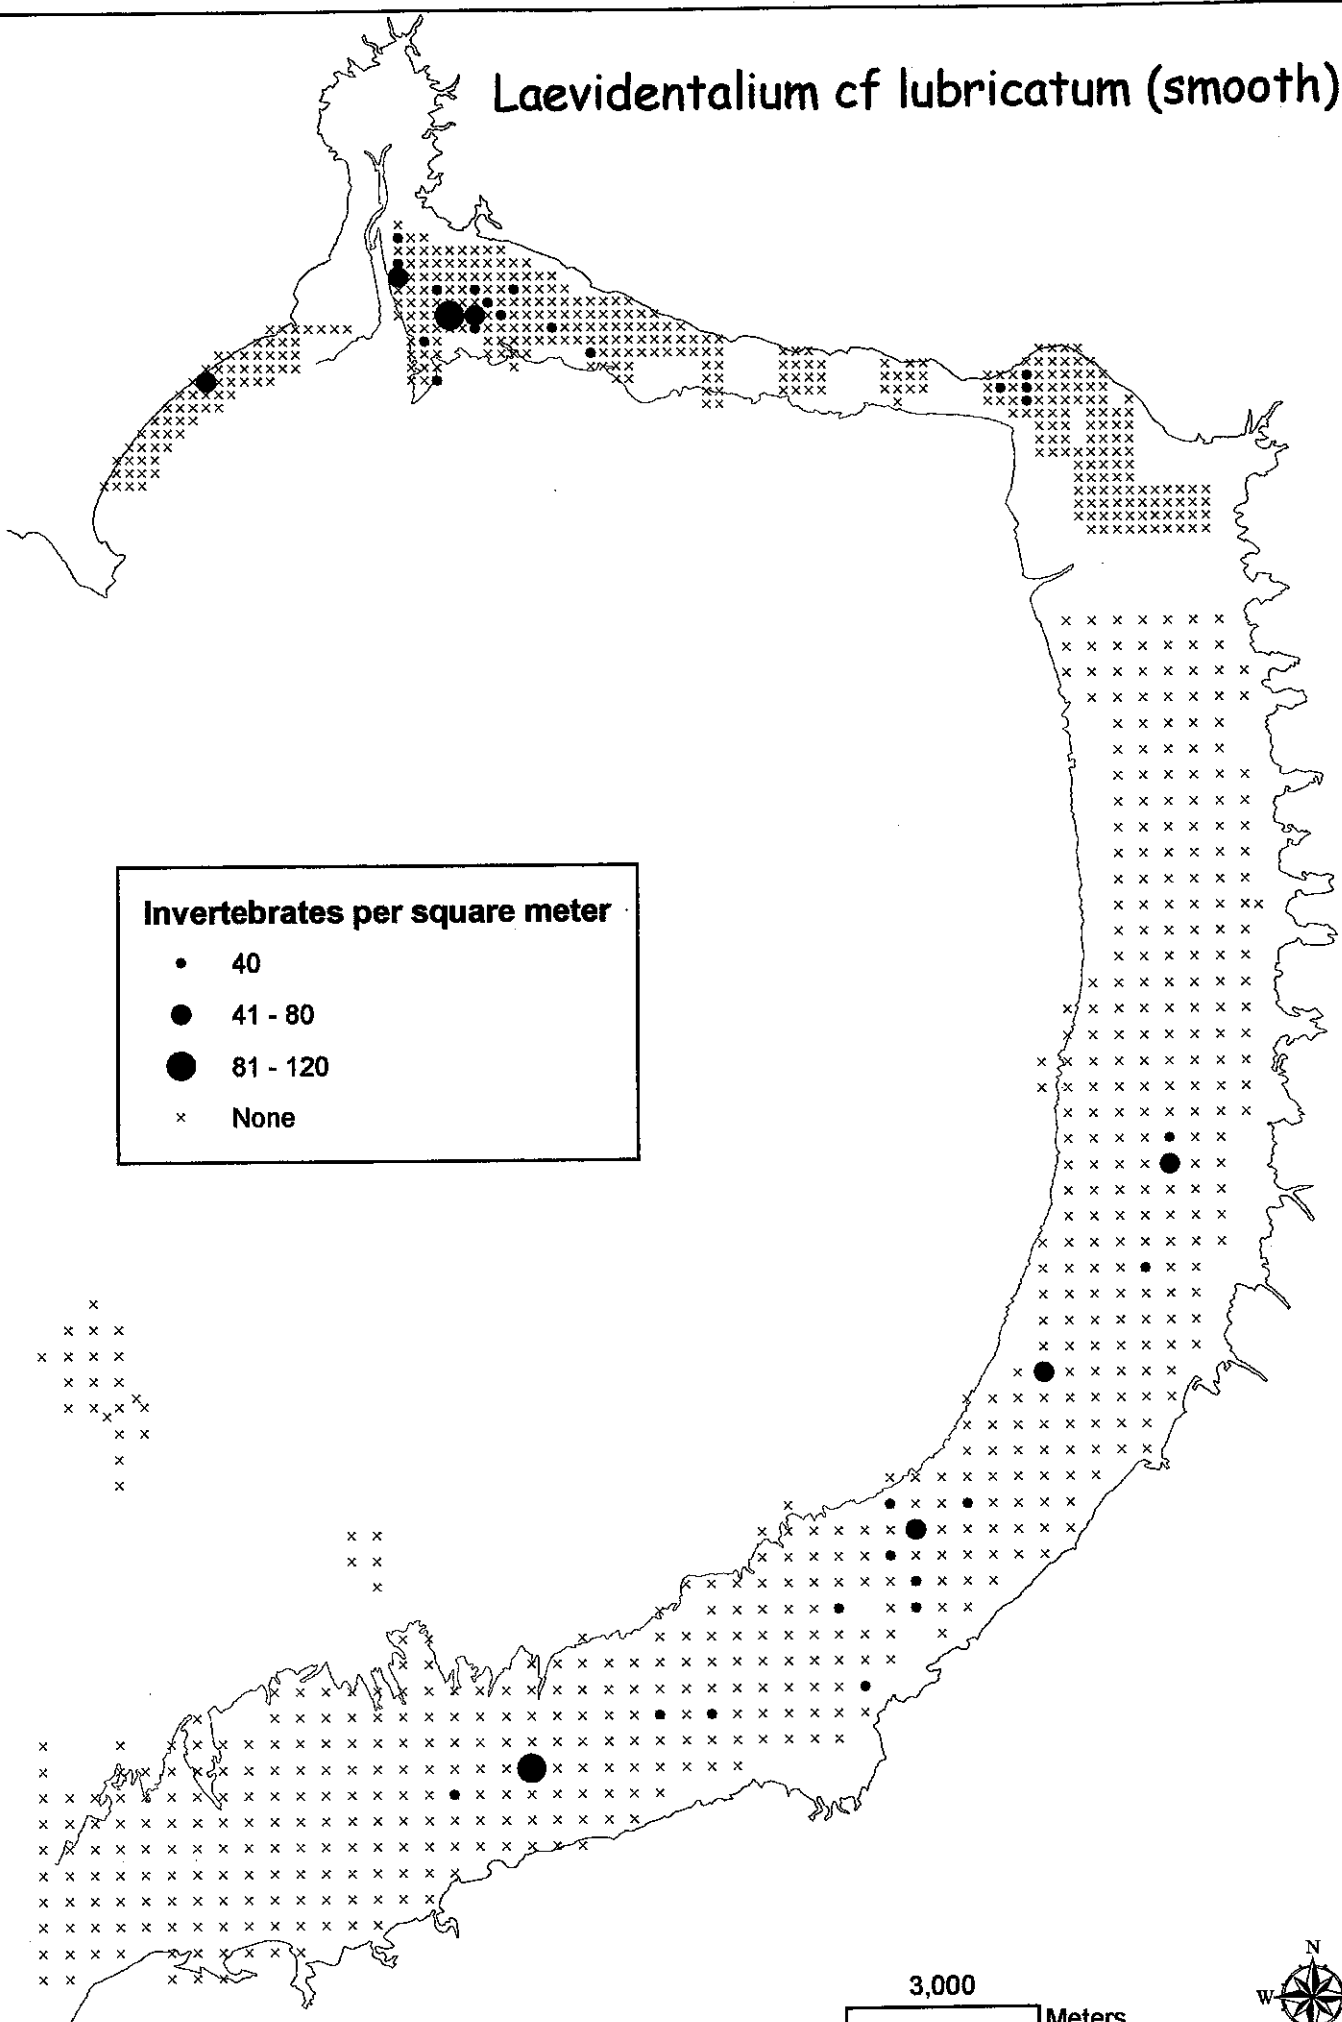 Laevidentalium cf lubricatum (smooth)
Invertebrates per square meter
40
41 - 80
81 - 120
None
3,000
Meters
N
W